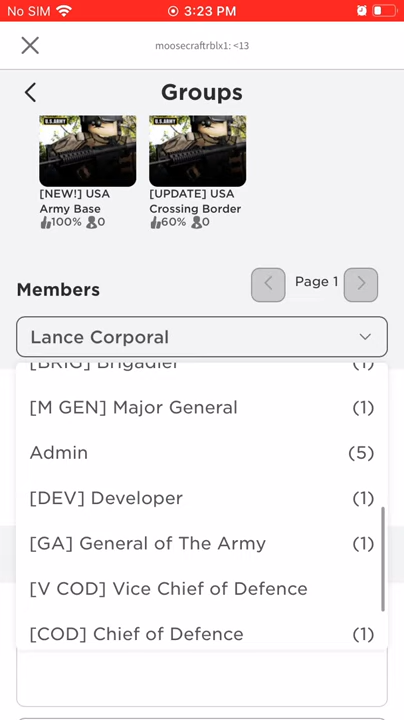 No SIM 3:23 PM
moosecraftrblx1: <13
Groups
U.S.ARMY U.S.ARMY
[NEW!] USA
Army Base
100% 0
[UPDATE] USA
Crossing Border
60% 0
Members
Page 1
Lance Corporal
[BRIG] Brigadier (1)
[M GEN] Major General (1)
Admin (5)
[DEV] Developer (1)
[GA] General of The Army (1)
[V COD] Vice Chief of Defence
[COD] Chief of Defence (1)